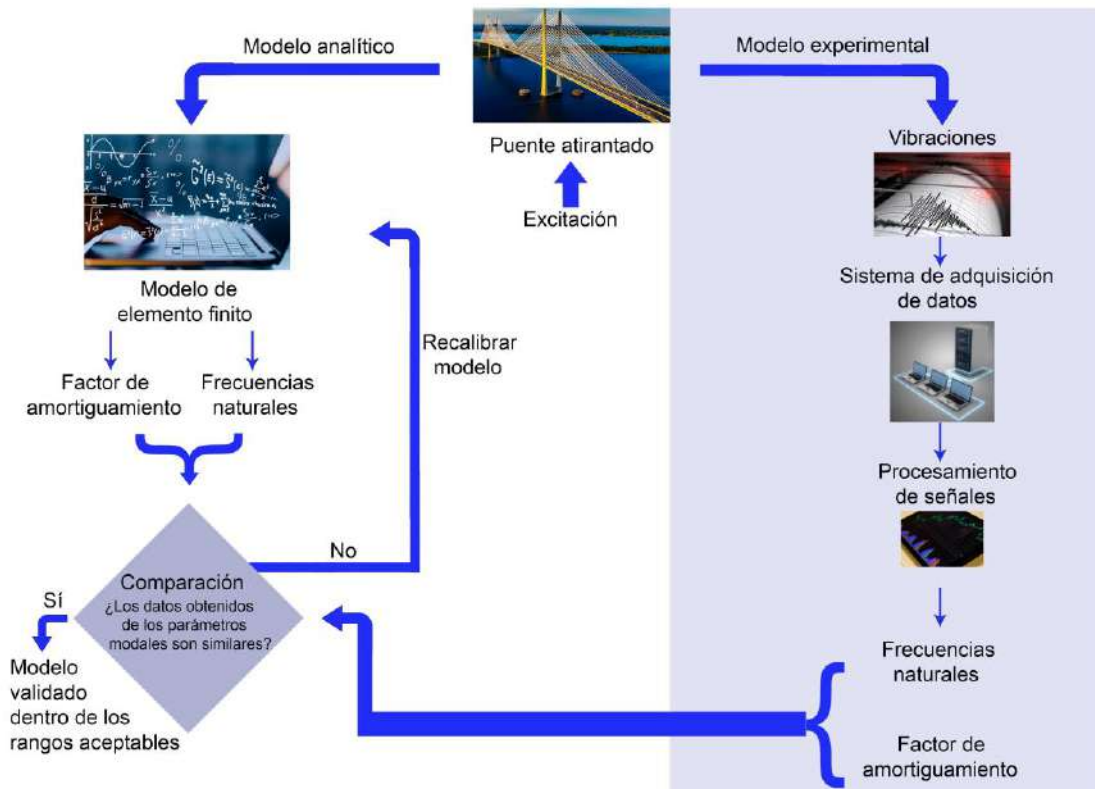 Modelo analítico
Modelo experimental
Puente atirantado
Excitación
Vibraciones
Sistema de adquisición
de datos
Procesamiento
de señales
Frecuencias
naturales
Factor de
amortiguamiento
Modelo de
elemento finito
Factor de
amortiguamiento
Frecuencias
naturales
Recalibrar
modelo
Comparación
¿Los datos obtenidos
de los parámetros
modales son similares?
No
Sí
Modelo
validado
dentro de los
rangos aceptables